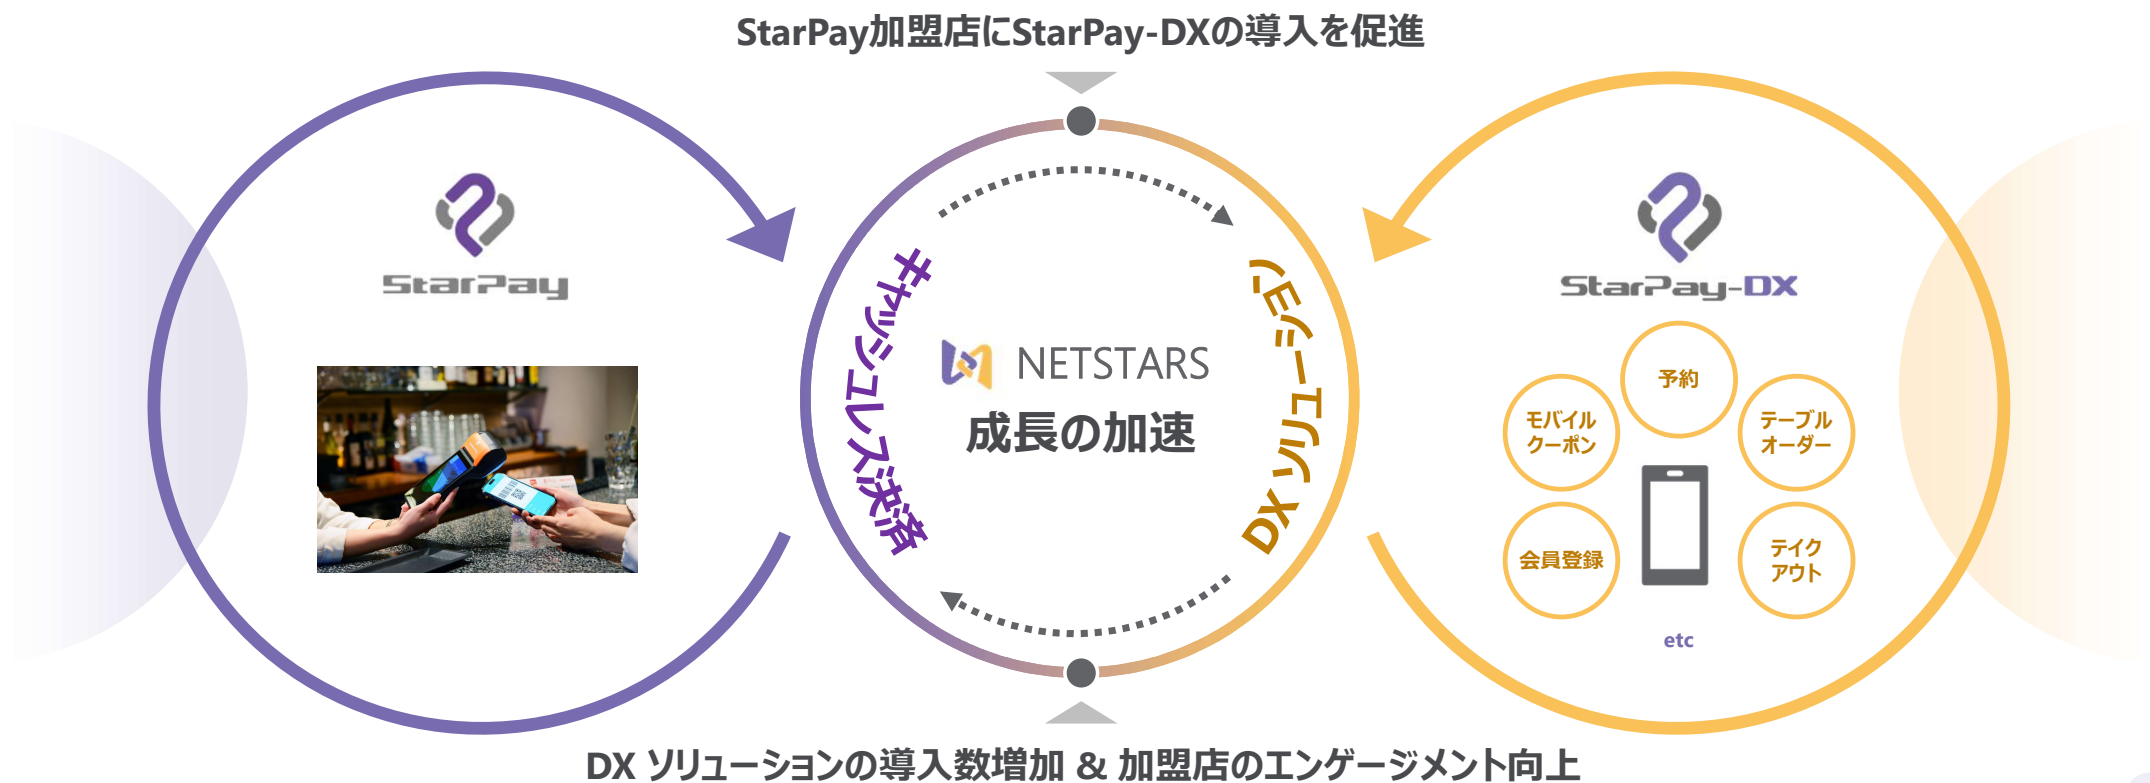 StarPay加盟店にStarPay-DXの導入を促進
StarPay
キャッシュレス決済
NETSTARS
成長の加速
DX ソリューション
StarPay-DX
予約
モバイル
クーポン
テーブル
オーダー
会員登録
テイク
アウト
etc
DX ソリューションの導入数増加 & 加盟店のエンゲージメント向上